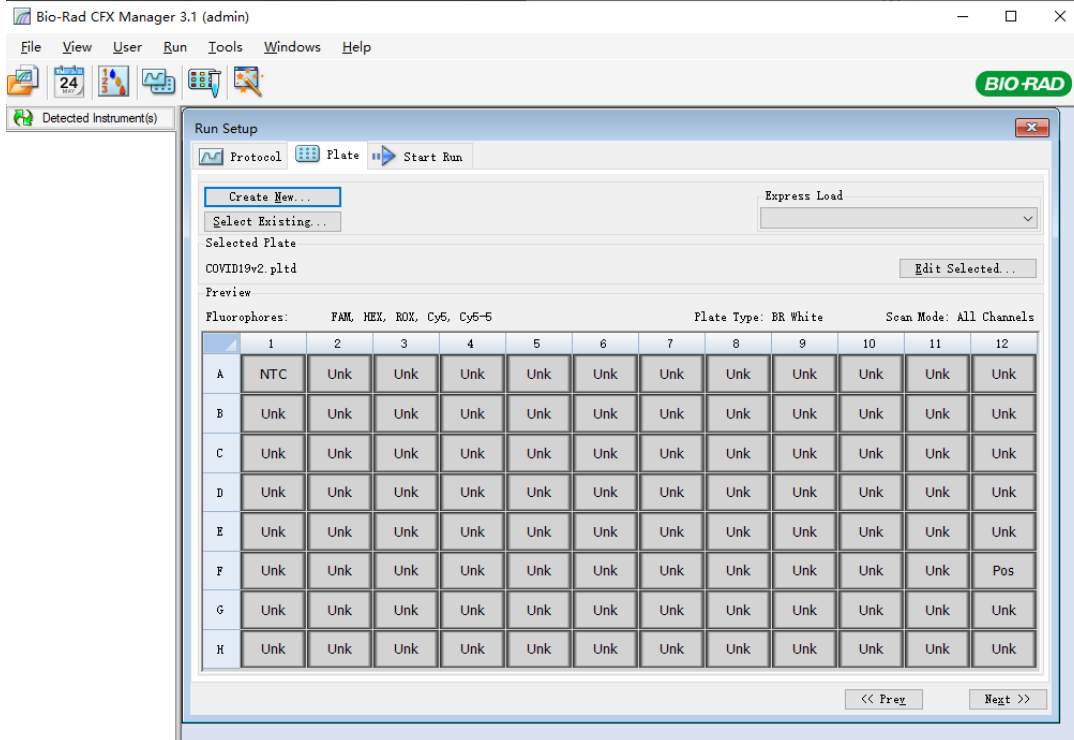 Bio-Rad CFX Manager 3.1 (admin)
File View User Run Tools Windows Help
24
MAY
1
2
3
BIO-RAD
Detected Instrument(s)
Run Setup
Protocol Plate Start Run
Create New...
Express Load
Select Existing...
Selected Plate
COVID19v2.pltd
Edit Selected...
Preview
Fluorophores: FAM, HEX, ROX, Cy5, Cy5-5 Plate Type: BR White Scan Mode: All Channels
1 2 3 4 5 6 7 8 9 10 11 12
A NTC Unk Unk Unk Unk Unk Unk Unk Unk Unk Unk Unk
B Unk Unk Unk Unk Unk Unk Unk Unk Unk Unk Unk Unk
C Unk Unk Unk Unk Unk Unk Unk Unk Unk Unk Unk Unk
D Unk Unk Unk Unk Unk Unk Unk Unk Unk Unk Unk Unk
E Unk Unk Unk Unk Unk Unk Unk Unk Unk Unk Unk Unk
F Unk Unk Unk Unk Unk Unk Unk Unk Unk Unk Unk Pos
G Unk Unk Unk Unk Unk Unk Unk Unk Unk Unk Unk Unk
H Unk Unk Unk Unk Unk Unk Unk Unk Unk Unk Unk Unk
<< Prev Next >>